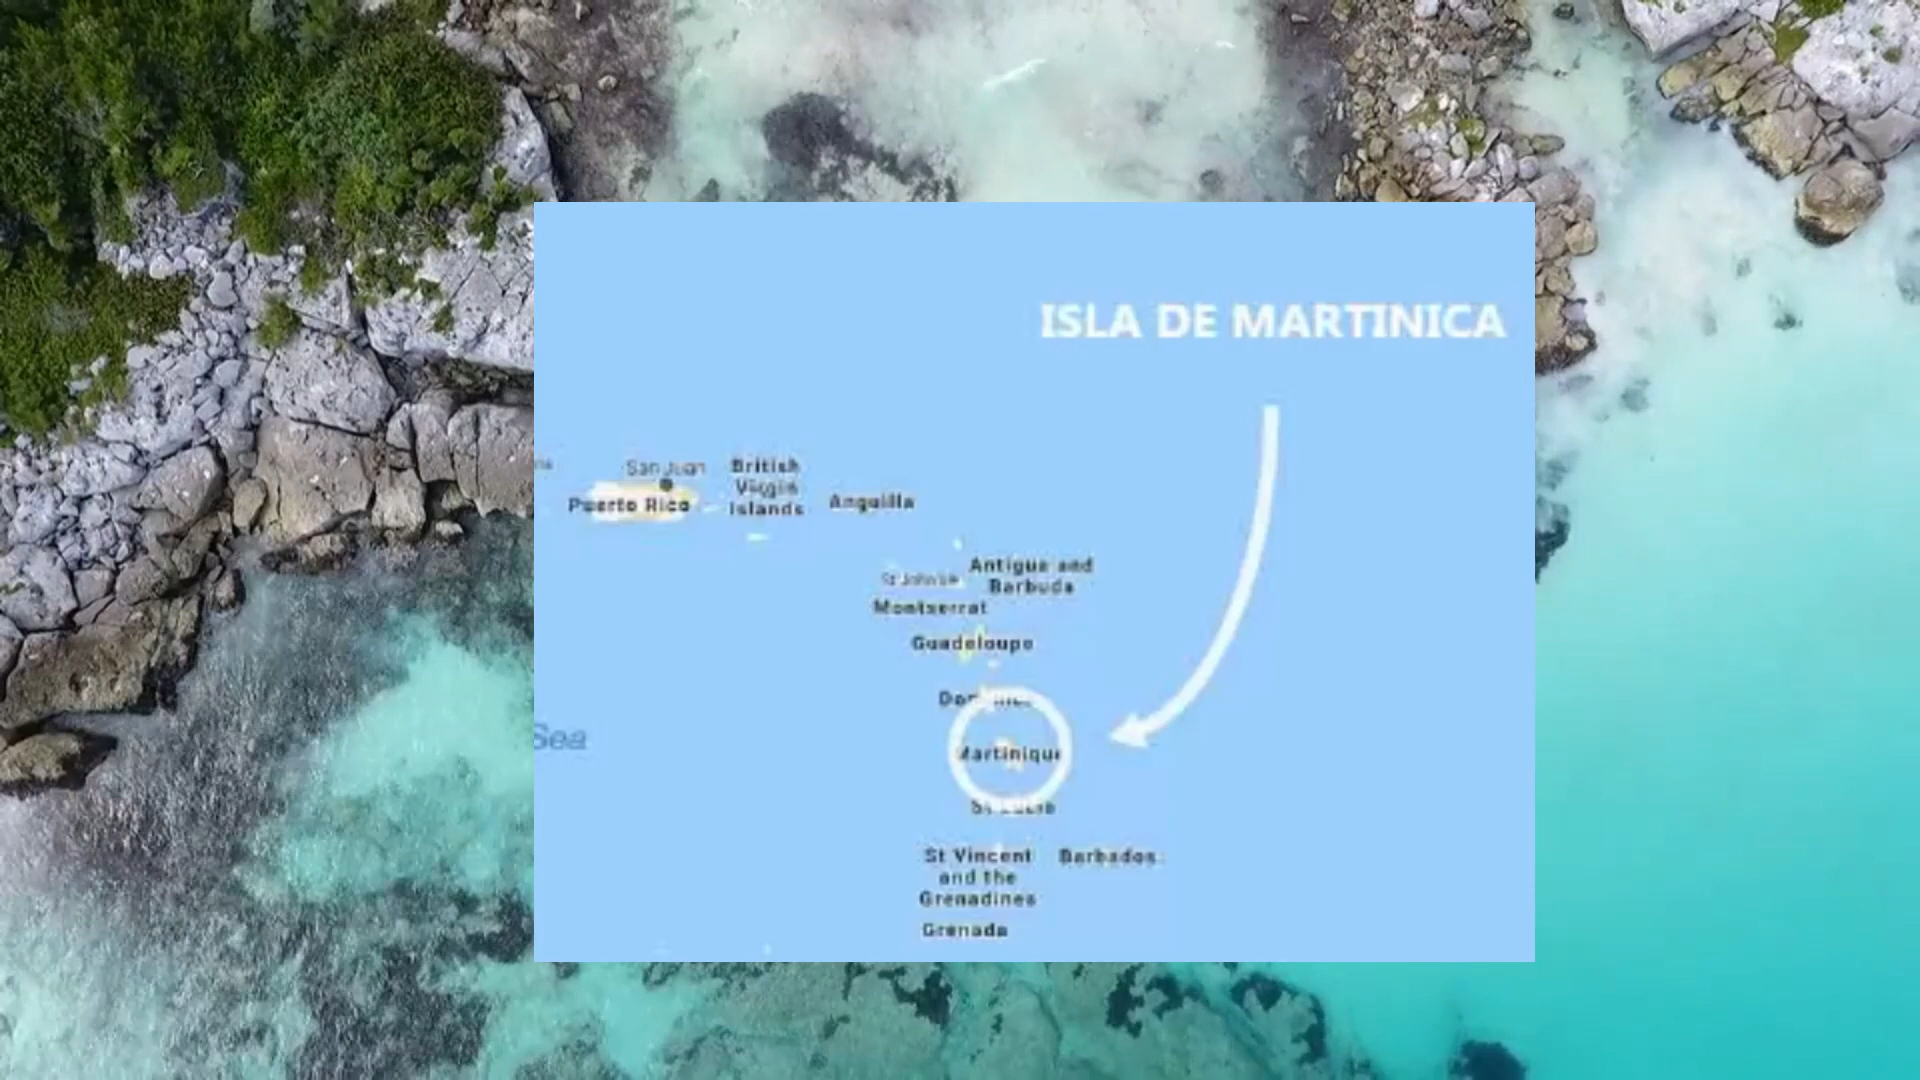 ISLA DE MARTINICA
San Juan
Puerto Rico
British
Virgin
Islands
Anguilla
Antigua and
Barbuda
Montserrat
Guadeloupe
Martinique
Sea
St Vincent
and the
Grenadines
Barbados
Grenada